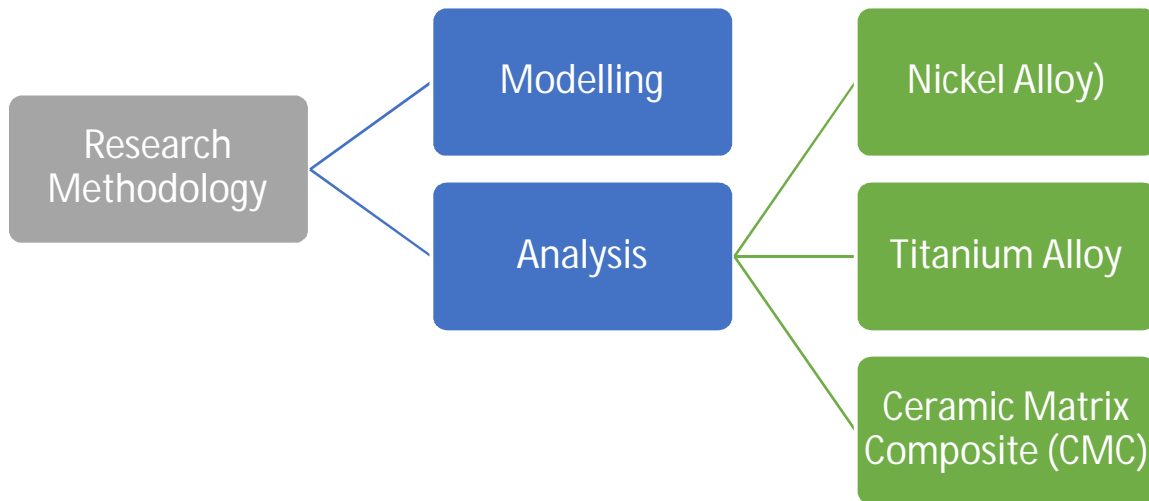 Research
Methodology
Modelling
Analysis
Nickel Alloy)
Titanium Alloy
Ceramic Matrix
Composite (CMC)